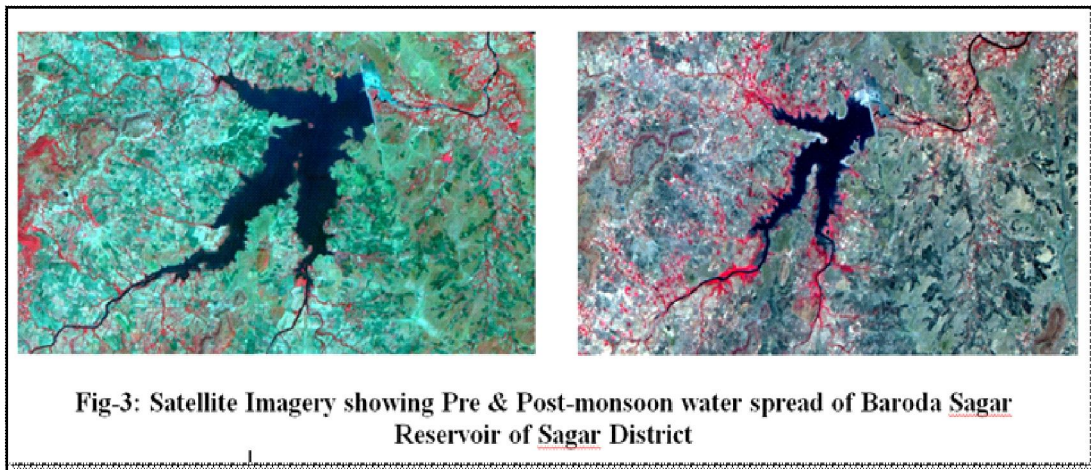 Fig-3: Satellite Imagery showing Pre & Post-monsoon water spread of Baroda Sagar
Reservoir of Sagar District